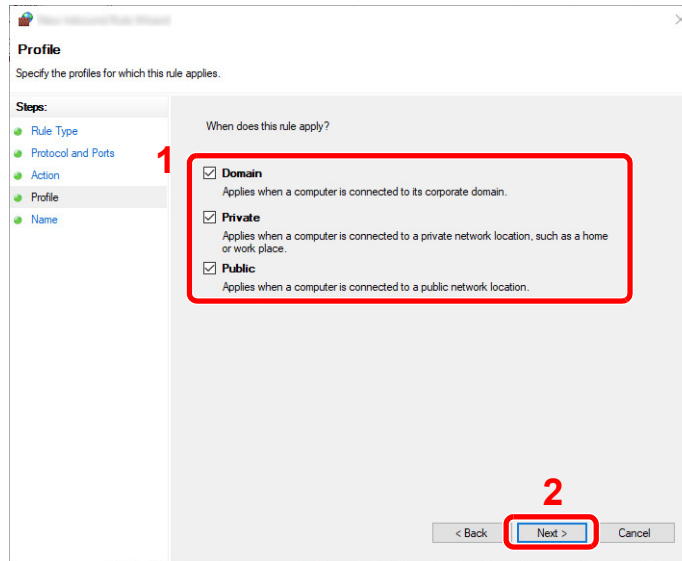 Profile
Specify the profiles for which this rule applies.
Steps:
Rule Type
Protocol and Ports
Action
Profile
Name
When does this rule apply?
1
Domain
Applies when a computer is connected to its corporate domain.
Private
Applies when a computer is connected to a private network location, such as a home
or work place.
Public
Applies when a computer is connected to a public network location.
2
< Back
Next >
Cancel